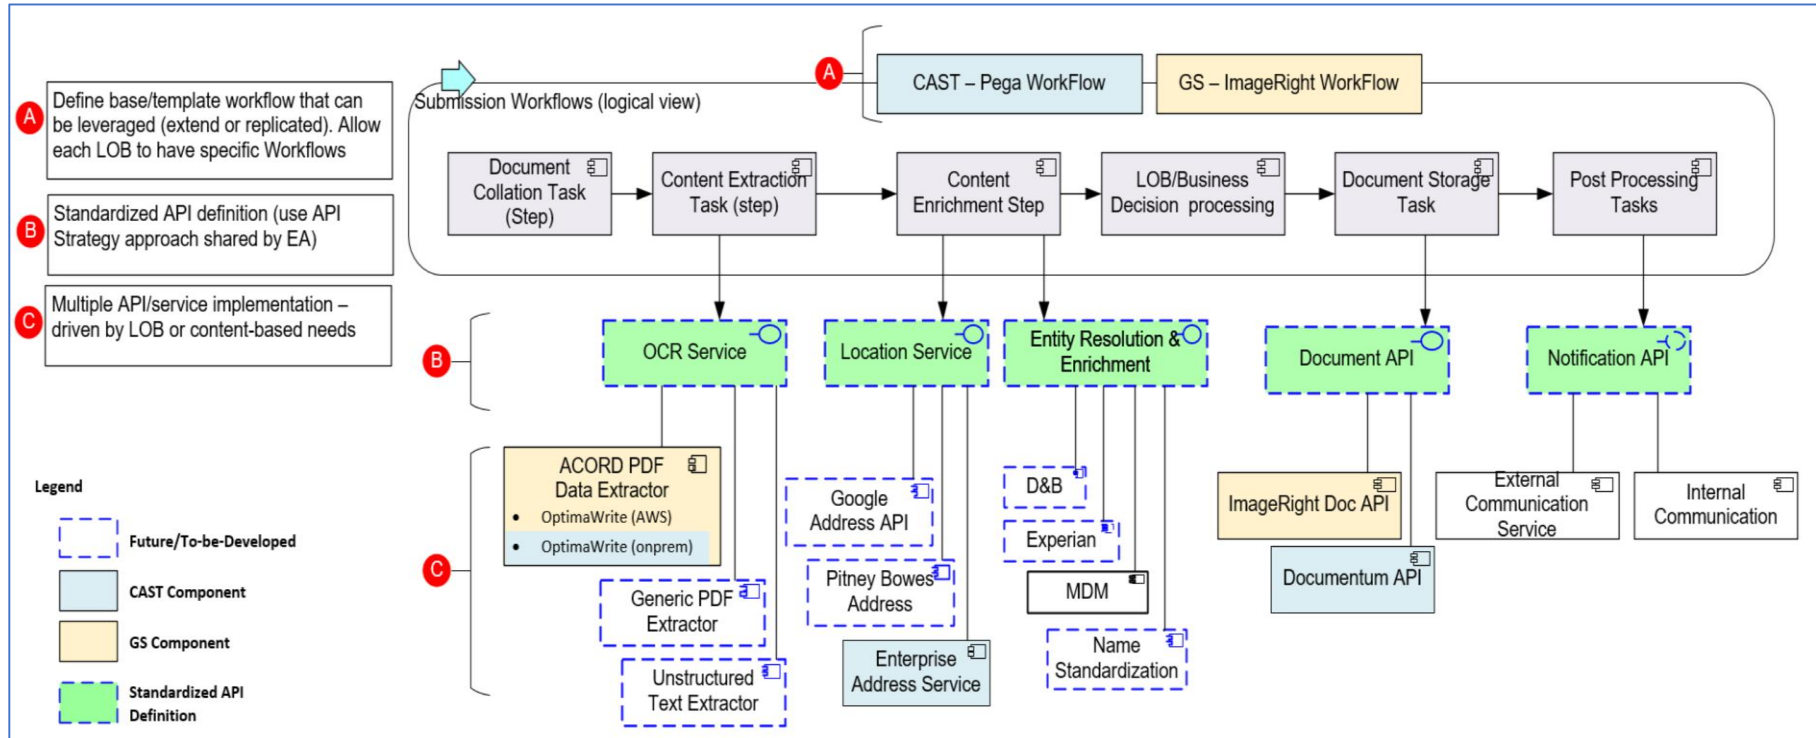 A
Define base/template workflow that can
be leveraged (extend or replicated). Allow
each LOB to have specific Workflows
B
Standardized API definition (use API
Strategy approach shared by EA)
C
Multiple API/service implementation –
driven by LOB or content-based needs
A
CAST – Pega WorkFlow
GS – ImageRight WorkFlow
Submission Workflows (logical view)
Document
Collation Task
(Step)
Content Extraction
Task (step)
Content
Enrichment Step
LOB/Business
Decision processing
Document Storage
Task
Post Processing
Tasks
B
OCR Service
Location Service
Entity Resolution &
Enrichment
Document API
Notification API
C
ACORD PDF
Data Extractor
• OptimaWrite (AWS)
• OptimaWrite (onprem)
Generic PDF
Extractor
Unstructured
Text Extractor
Google
Address API
Pitney Bowes
Address
Enterprise
Address Service
D&B
Experian
MDM
Name
Standardization
ImageRight Doc API
Documentum API
External
Communication
Service
Internal
Communication
Legend
Future/To-be-Developed
CAST Component
GS Component
Standardized API
Definition